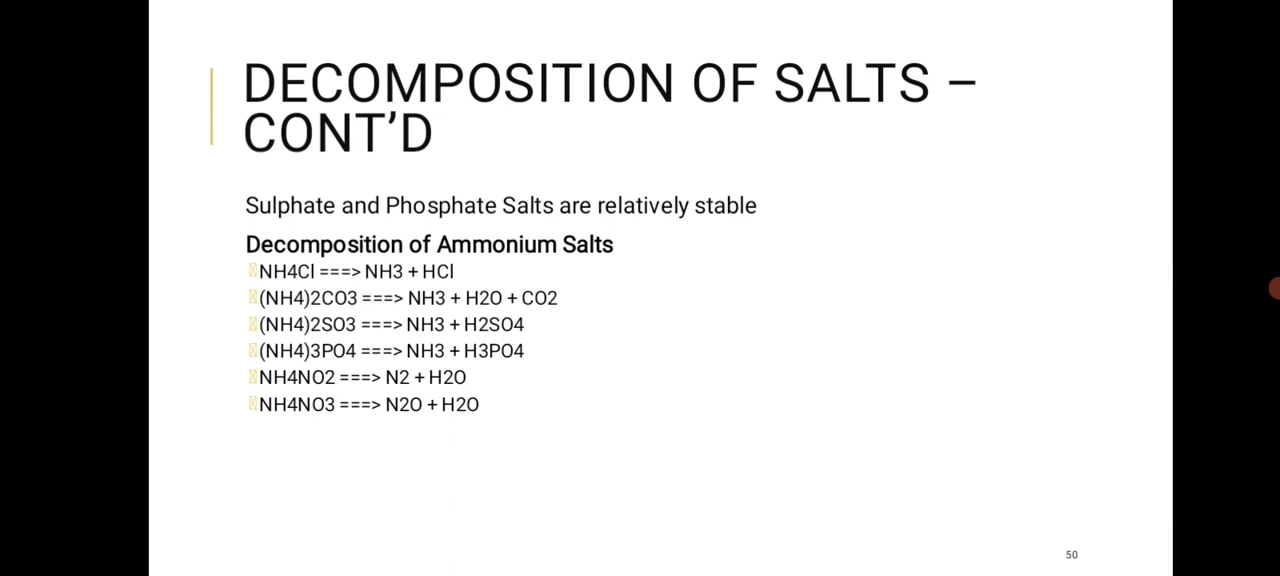 DECOMPOSITION OF SALTS –
CONT’D
Sulphate and Phosphate Salts are relatively stable
Decomposition of Ammonium Salts
NH4Cl ===> NH3 + HCl
(NH4)2CO3 ===> NH3 + H2O + CO2
(NH4)2SO3 ===> NH3 + H2SO4
(NH4)3PO4 ===> NH3 + H3PO4
NH4NO2 ===> N2 + H2O
NH4NO3 ===> N2O + H2O
50